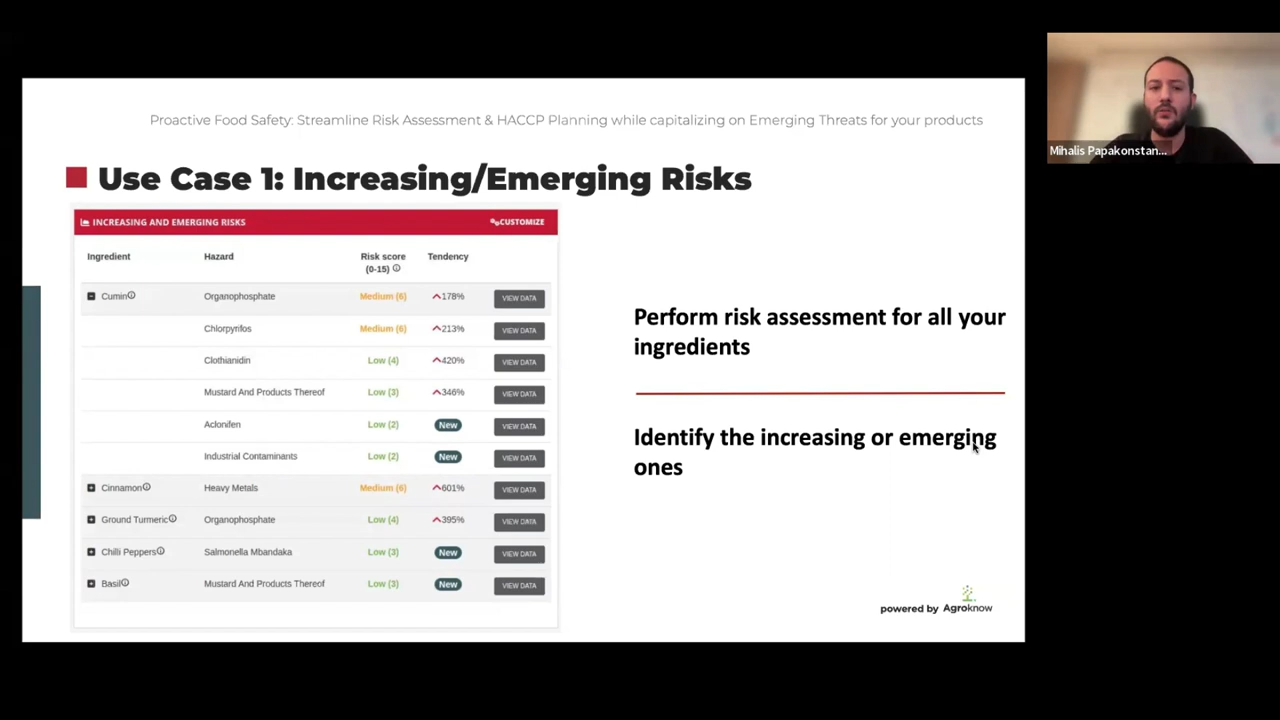 Proactive Food Safety: Streamline Risk Assessment & HACCP Planning while capitalizing on Emerging Threats for your products
Mihalis Papakonstan...
Use Case 1: Increasing/Emerging Risks
INCREASING AND EMERGING RISKS CUSTOMIZE
Ingredient Hazard Risk score Tendency
(0-15)
Cumin Organophosphate Medium (6) 178% VIEW DATA
Chlorpyrifos Medium (6) 213% VIEW DATA
Clothianidin Low (4) 420% VIEW DATA
Mustard And Products Thereof Low (3) 346% VIEW DATA
Aclonifen Low (2) New VIEW DATA
Industrial Contaminants Low (2) New VIEW DATA
Cinnamon Heavy Metals Medium (6) 601% VIEW DATA
Ground Turmeric Organophosphate Low (4) 395% VIEW DATA
Chilli Peppers Salmonella Mbandaka Low (3) New VIEW DATA
Basil Mustard And Products Thereof Low (3) New VIEW DATA
Perform risk assessment for all your
ingredients
Identify the increasing or emerging
ones
powered by Agroknow